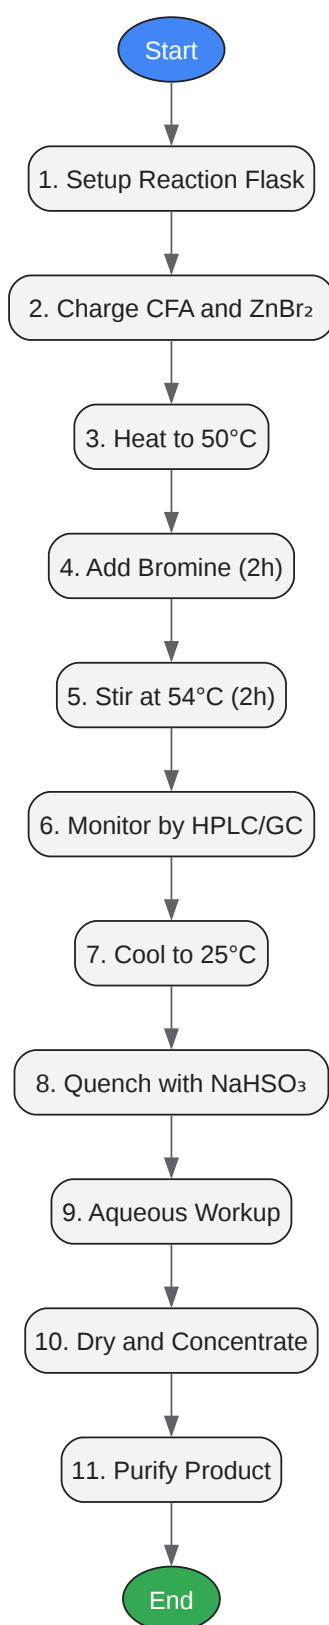 Start
1. Setup Reaction Flask
2. Charge CFA and ZnBr₂
3. Heat to 50°C
4. Add Bromine (2h)
5. Stir at 54°C (2h)
6. Monitor by HPLC/GC
7. Cool to 25°C
8. Quench with NaHSO₃
9. Aqueous Workup
10. Dry and Concentrate
11. Purify Product
End